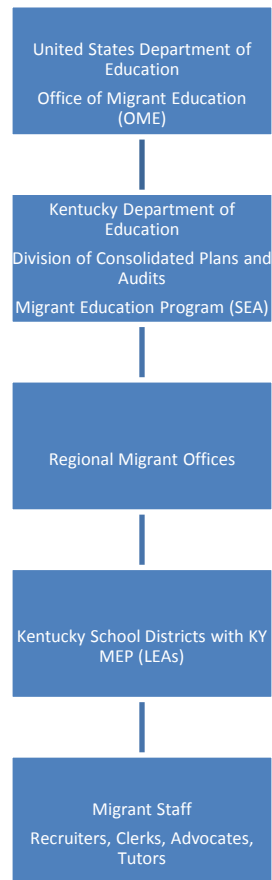 United States Department of
Education
Office of Migrant Education
(OME)
Kentucky Department of
Education
Division of Consolidated Plans and
Audits
Migrant Education Program (SEA)
Regional Migrant Offices
Kentucky School Districts with KY
MEP (LEAs)
Migrant Staff
Recruiters, Clerks, Advocates,
Tutors